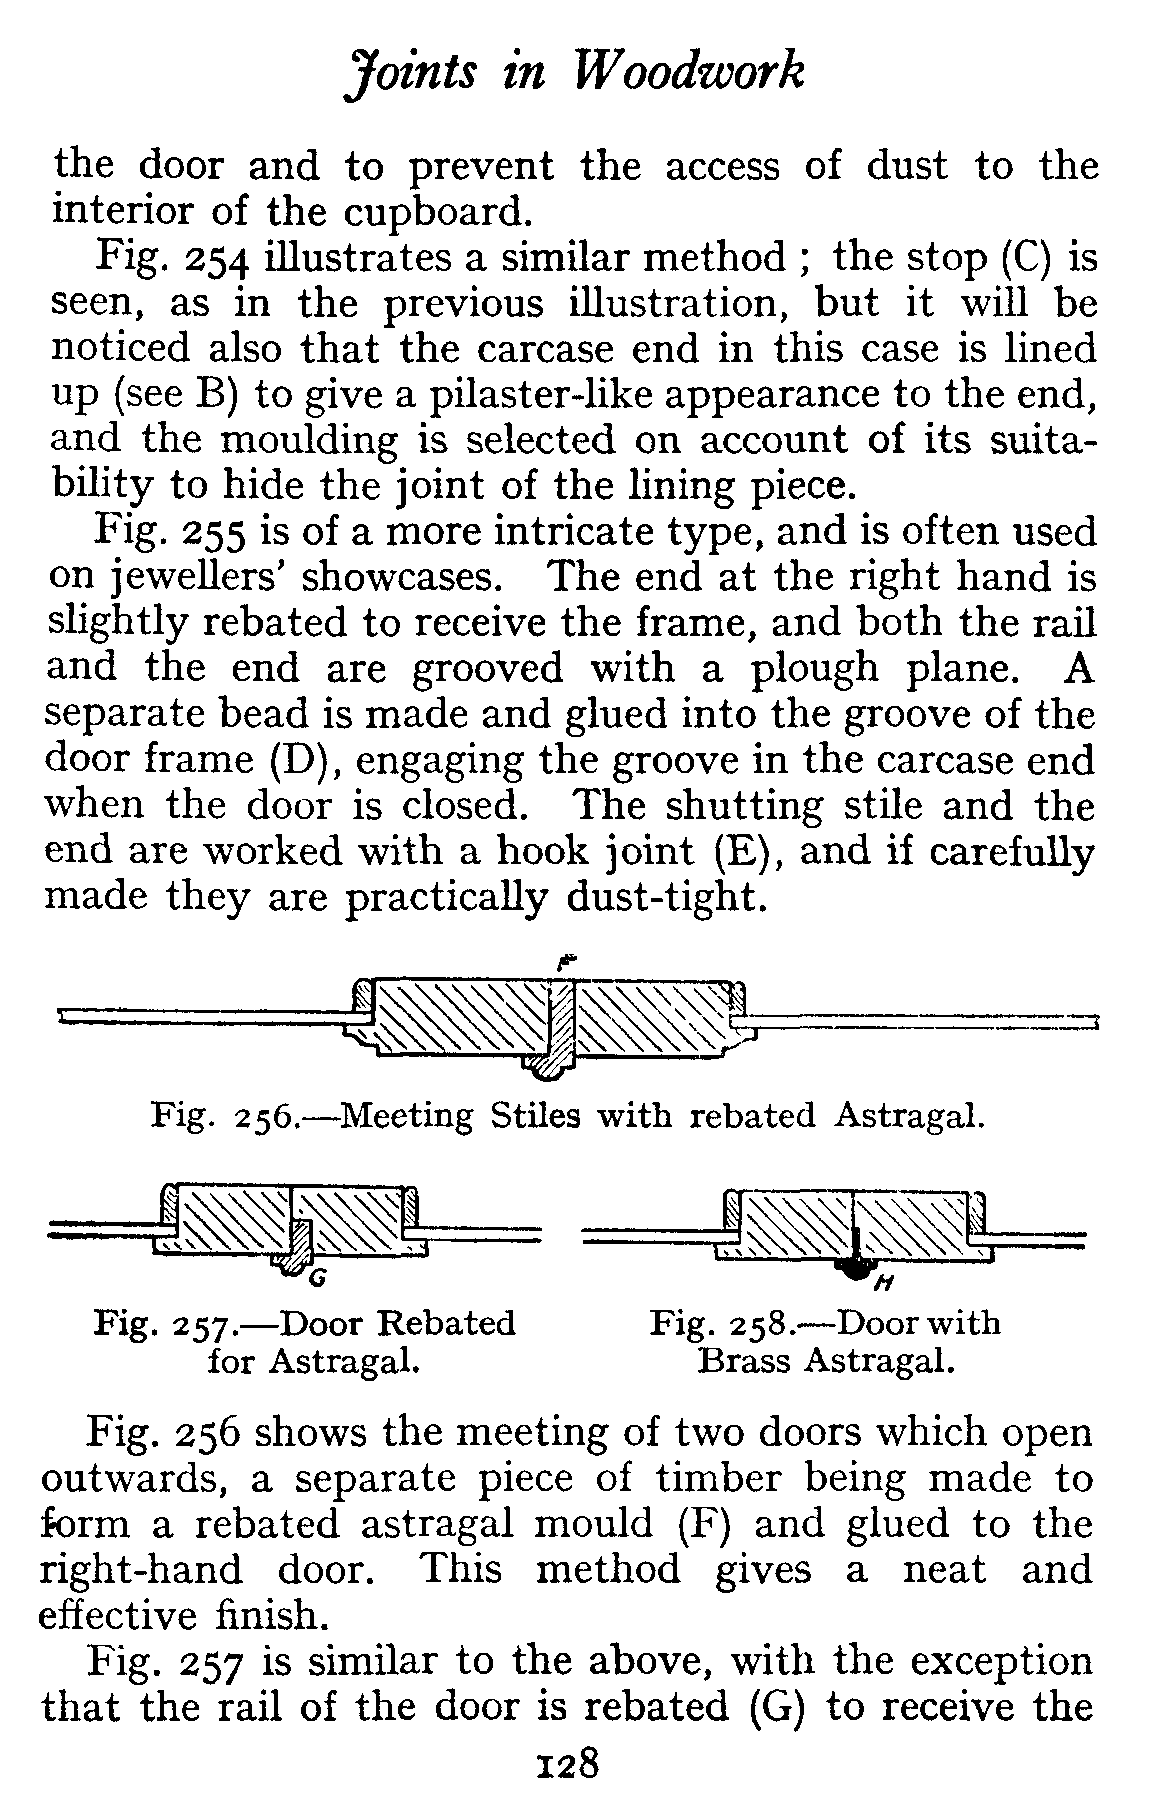 Joints in Woodwork
the door and to prevent the access of dust to the
interior of the cupboard.
Fig. 254 illustrates a similar method ; the stop (C) is
seen, as in the previous illustration, but it will be
noticed also that the carcase end in this case is lined
up (see B) to give a pilaster-like appearance to the end,
and the moulding is selected on account of its suita-
bility to hide the joint of the lining piece.
Fig. 255 is of a more intricate type, and is often used
on jewellers' showcases. The end at the right hand is
slightly rebated to receive the frame, and both the rail
and the end are grooved with a plough plane. A
separate bead is made and glued into the groove of the
door frame (D), engaging the groove in the carcase end
when the door is closed. The shutting stile and the
end are worked with a hook joint (E), and if carefully
made they are practically dust-tight.
F
Fig. 256.—Meeting Stiles with rebated Astragal.
G
H
Fig. 257.—Door Rebated
for Astragal.
Fig. 258.—Door with
Brass Astragal.
Fig. 256 shows the meeting of two doors which open
outwards, a separate piece of timber being made to
form a rebated astragal mould (F) and glued to the
right-hand door. This method gives a neat and
effective finish.
Fig. 257 is similar to the above, with the exception
that the rail of the door is rebated (G) to receive the
128